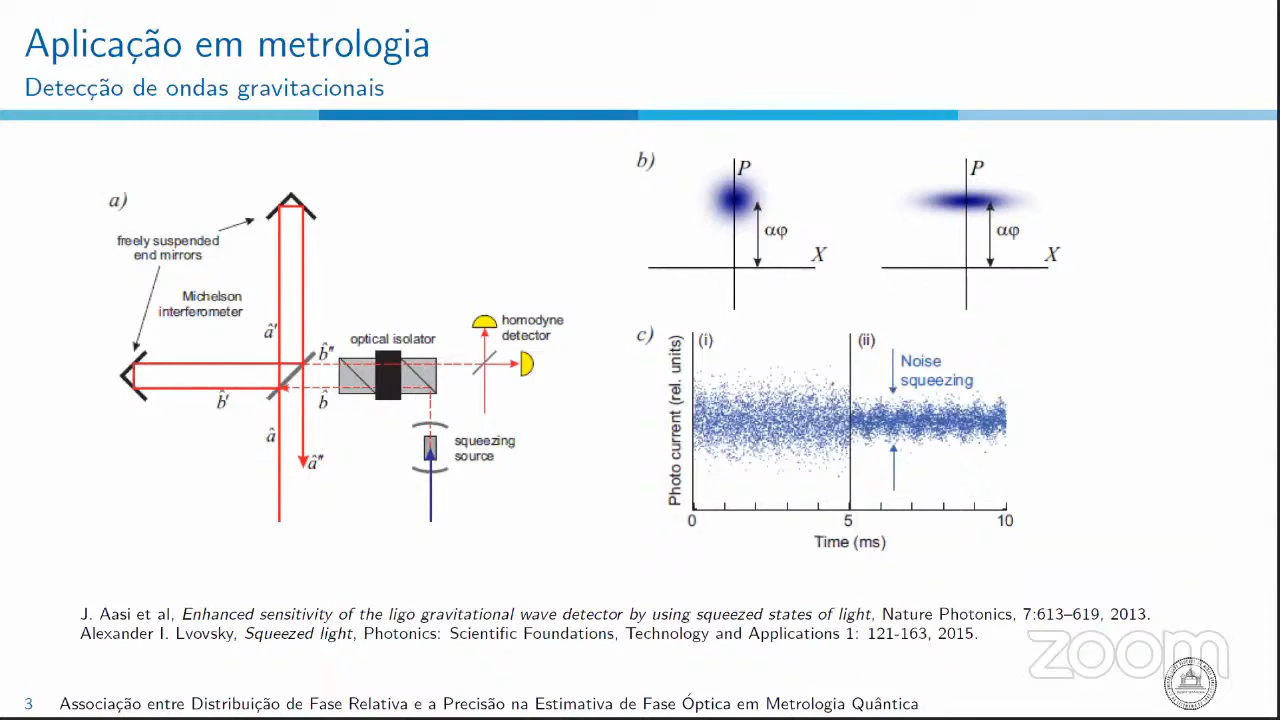 Aplicação em metrologia
Detecção de ondas gravitacionais
a)
freely suspended
end mirrors
Michelson
interferometer
â'
b̂''
optical isolator
homodyne
detector
b̂'
b̂
â
â''
squeezing
source
b)
P
αφ
X
P
αφ
X
c)
(i)
(ii)
Noise
squeezing
Photo current (rel. units)
0
5
10
Time (ms)
J. Aasi et al, Enhanced sensitivity of the ligo gravitational wave detector by using squeezed states of light, Nature Photonics, 7:613–619, 2013.
Alexander I. Lvovsky, Squeezed light, Photonics: Scientific Foundations, Technology and Applications 1: 121-163, 2015.
zoom
3 Associação entre Distribuição de Fase Relativa e a Precisão na Estimativa de Fase Óptica em Metrologia Quântica